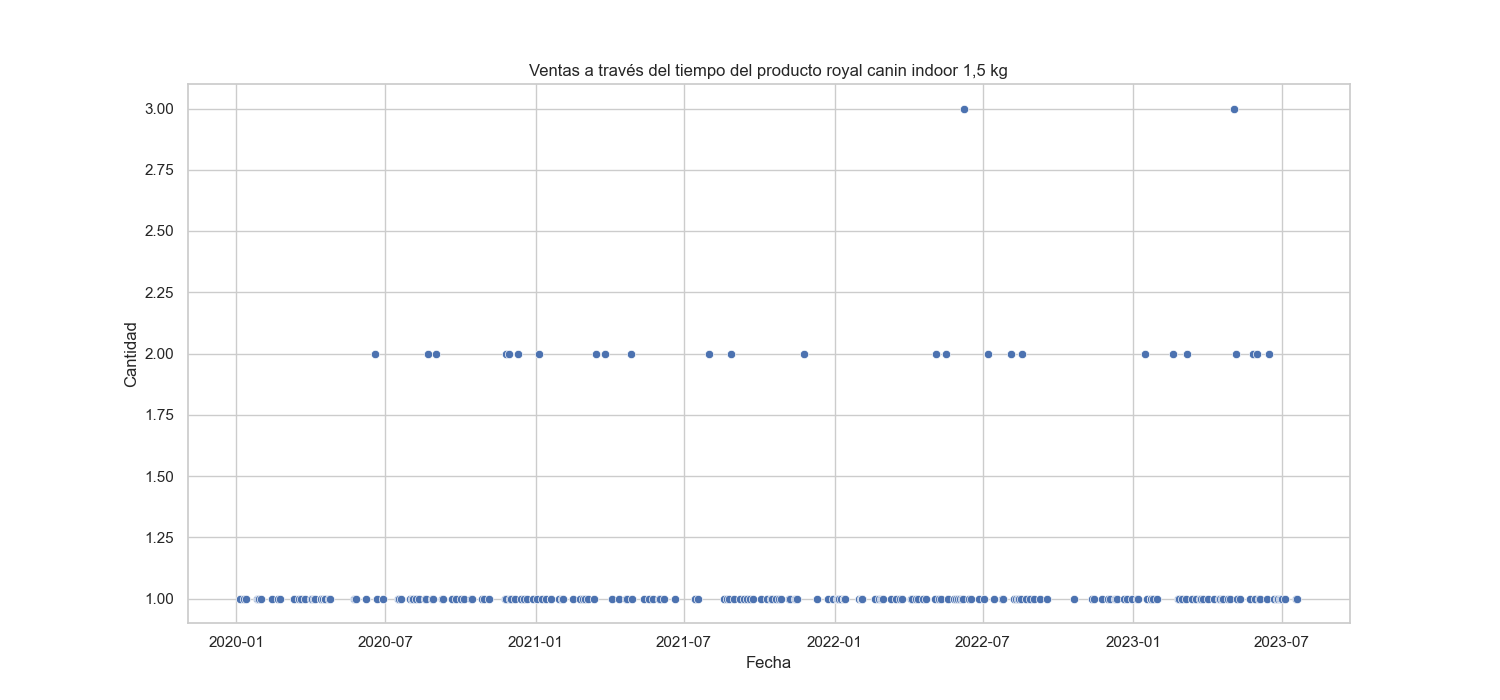 Ventas a través del tiempo del producto royal canin indoor 1,5 kg
3.00
2.75
2.50
2.25
2.00
1.75
1.50
1.25
1.00
Cantidad
2020-01 2020-07 2021-01 2021-07 2022-01 2022-07 2023-01 2023-07
Fecha